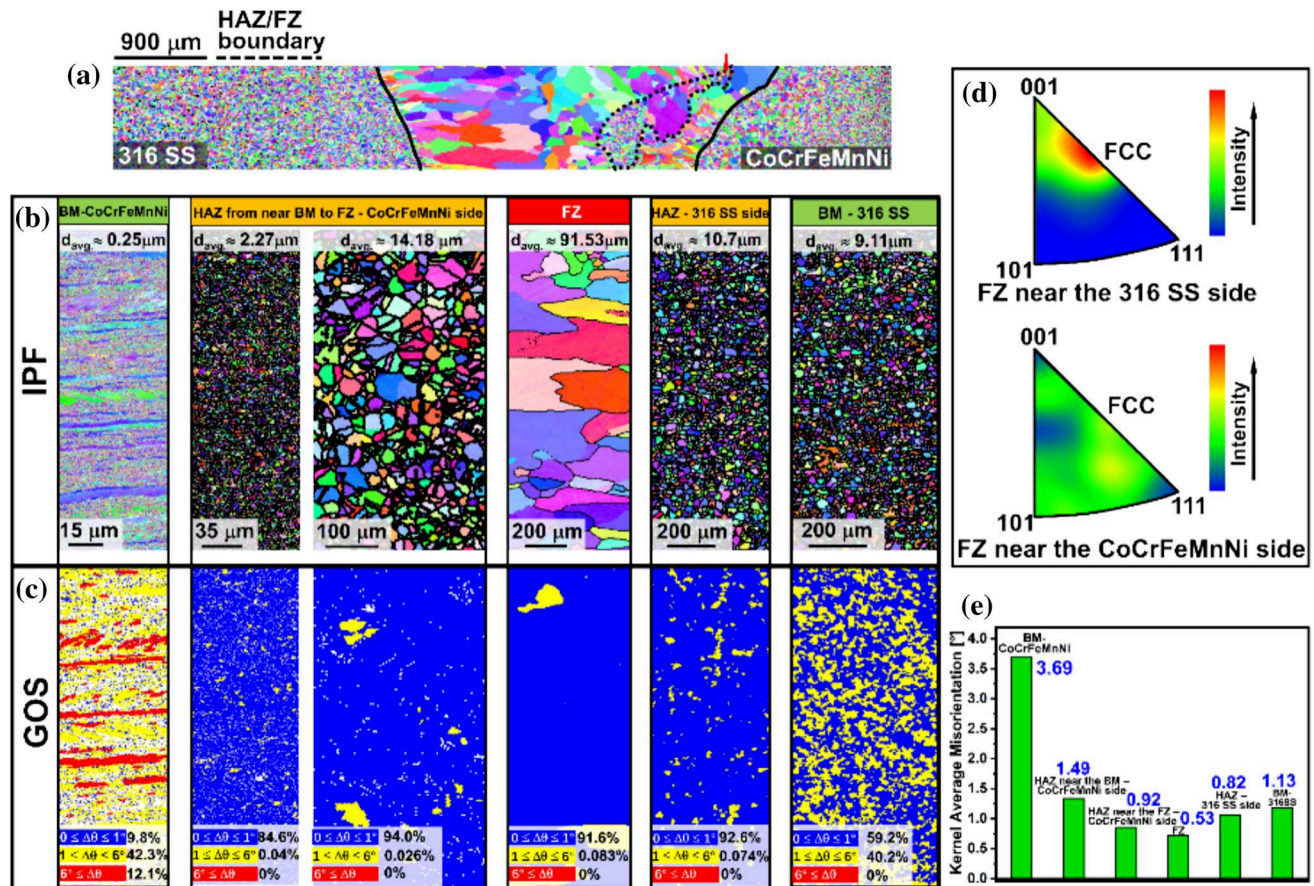 900 µm
HAZ/FZ
boundary
(a)
316 SS
CoCrFeMnNi
(b)
BM-CoCrFeMnNi
HAZ from near BM to FZ - CoCrFeMnNi side
FZ
HAZ - 316 SS side
BM - 316 SS
davg. ≈ 0.25µm
davg. ≈ 2.27µm
davg. ≈ 14.18 µm
davg. ≈ 91.53µm
davg. ≈ 10.7µm
davg. ≈ 9.11µm
IPF
15 µm
35 µm
100 µm
200 µm
200 µm
200 µm
(c)
GOS
0 ≤ Δθ ≤ 1° 9.8%
1 < Δθ < 6° 42.3%
6° ≤ Δθ 12.1%
0 ≤ Δθ ≤ 1° 84.6%
1 ≤ Δθ ≤ 6° 0.04%
6° ≤ Δθ 0%
0 ≤ Δθ ≤ 1° 94.0%
1 < Δθ < 6° 0.026%
6° ≤ Δθ 0%
0 ≤ Δθ ≤ 1° 91.6%
1 ≤ Δθ ≤ 6° 0.083%
6° ≤ Δθ 0%
0 ≤ Δθ ≤ 1° 92.6%
1 < Δθ < 6° 0.074%
6° ≤ Δθ 0%
0 ≤ Δθ ≤ 1° 59.2%
1 ≤ Δθ ≤ 6° 40.2%
6° ≤ Δθ 0%
(d)
001
FCC
111
101
Intensity
FZ near the 316 SS side
001
FCC
111
101
Intensity
FZ near the CoCrFeMnNi side
(e)
Kernel Average Misorientation [°]
4.0
3.5
3.0
2.5
2.0
1.5
1.0
0.5
0.0
BM-
CoCrFeMnNi
3.69
1.49
HAZ near the BM –
CoCrFeMnNi side
0.92
HAZ near the FZ –
CoCrFeMnNi side
0.53
FZ
0.82
HAZ –
316 SS side
1.13
BM-
316SS